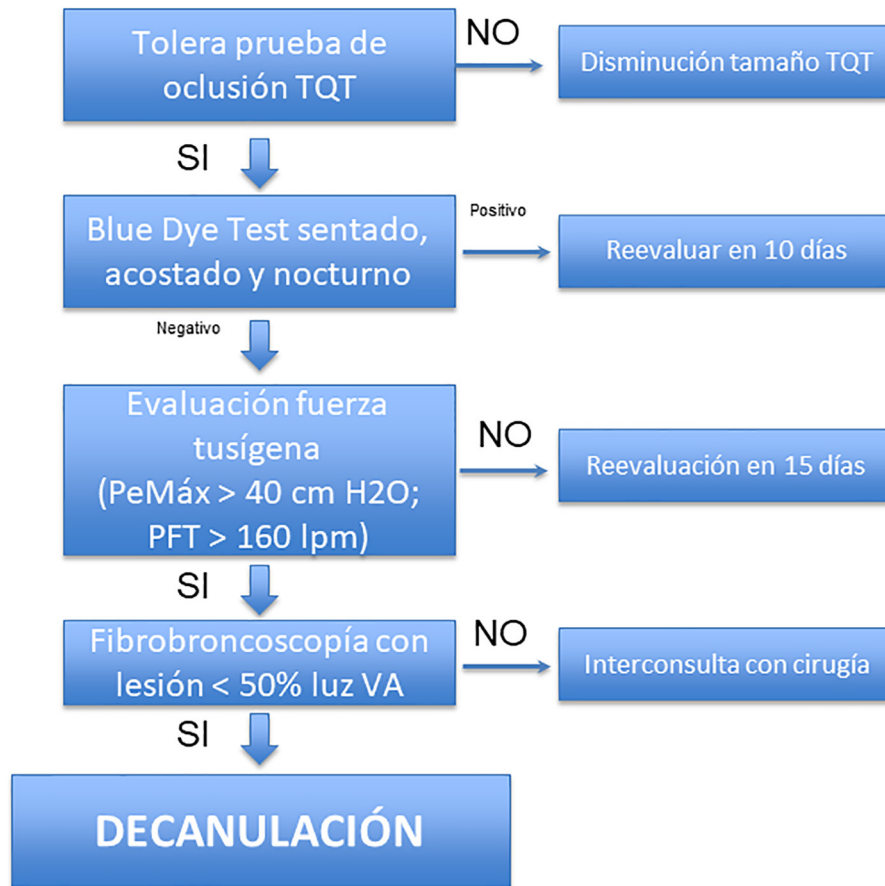 Tolera prueba de
oclusión TQT
NO
Disminución tamaño TQT
SI
Blue Dye Test sentado,
acostado y nocturno
Positivo
Reevaluar en 10 días
Negativo
Evaluación fuerza
tusígena
(PeMáx > 40 cm H2O;
PFT > 160 lpm)
NO
Reevaluación en 15 días
SI
Fibrobroncoscopía con
lesión < 50% luz VA
NO
Interconsulta con cirugía
SI
DECANULACIÓN